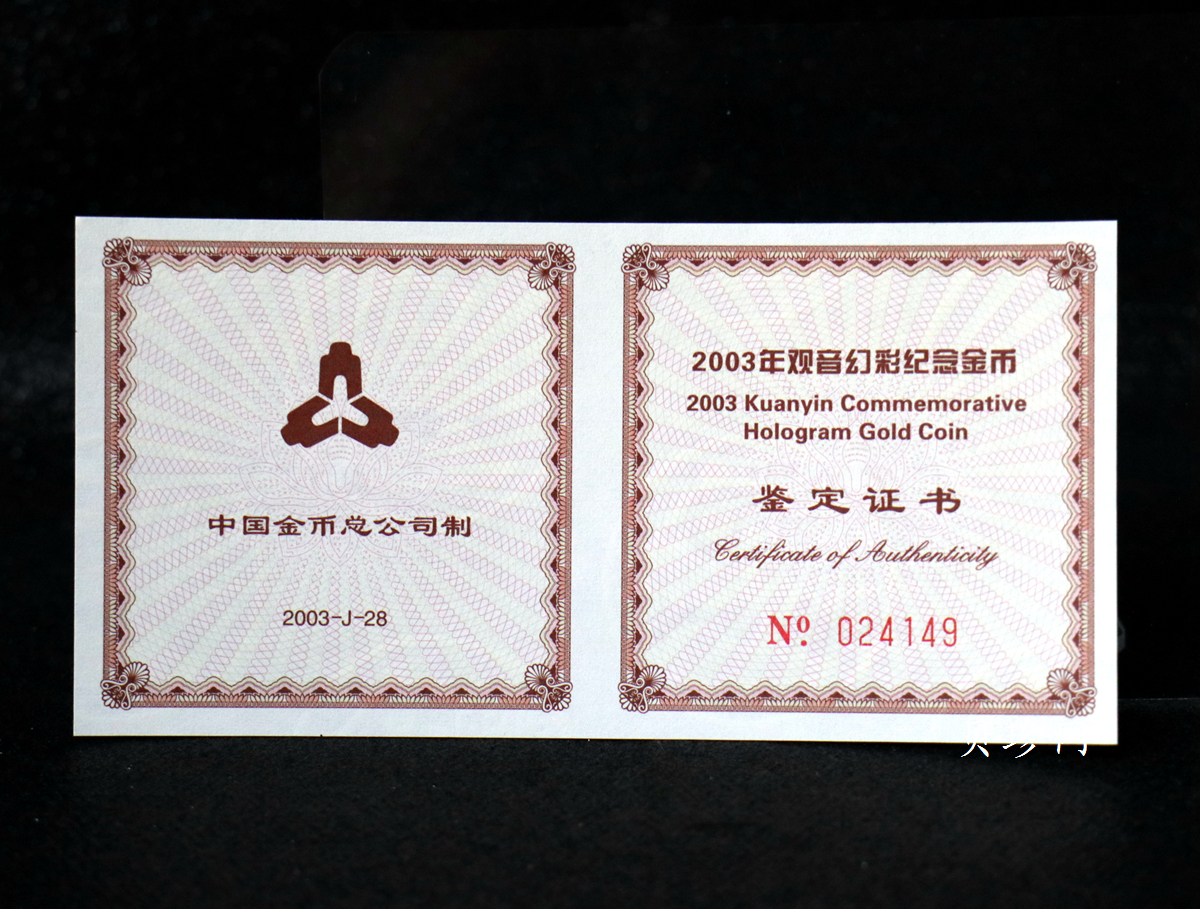 中国金币总公司制
2003-J-28
2003年观音幻彩纪念金币
2003 Kuanyin Commemorative
Hologram Gold Coin
鉴定证书
Certificate of Authenticity
Nº 024149